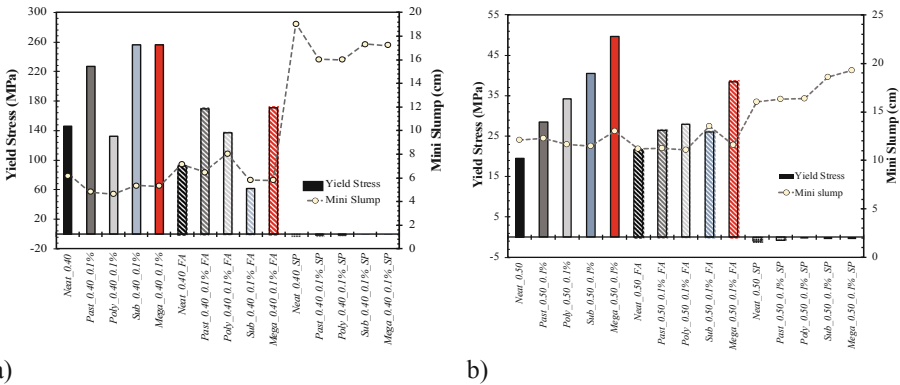 300
260
220
180
140
100
60
20
-20
Yield Stress (MPa)
20
18
16
14
12
10
8
6
4
2
0
Mini Slump (cm)
Yield Stress
Mini Slump
Neat_0.40
Past_0.40_0.1%
Poly_0.40_0.1%
Sub_0.40_0.1%
Mega_0.40_0.1%
Neat_0.40_FA
Past_0.40_0.1%_FA
Poly_0.40_0.1%_FA
Sub_0.40_0.1%_FA
Mega_0.40_0.1%_FA
Neat_0.40_SP
Past_0.40_0.1%_SP
Poly_0.40_0.1%_SP
Sub_0.40_0.1%_SP
Mega_0.40_0.1%_SP
a)
55
45
35
25
15
5
-5
Yield Stress (MPa)
25
20
15
10
5
0
Mini Slump (cm)
Yield Stress
Mini slump
Neat_0.50
Past_0.50_0.1%
Poly_0.50_0.1%
Sub_0.50_0.1%
Mega_0.50_0.1%
Neat_0.50_FA
Past_0.50_0.1%_FA
Poly_0.50_0.1%_FA
Sub_0.50_0.1%_FA
Mega_0.50_0.1%_FA
Neat_0.50_SP
Past_0.50_0.1%_SP
Poly_0.50_0.1%_SP
Sub_0.50_0.1%_SP
Mega_0.50_0.1%_SP
b)